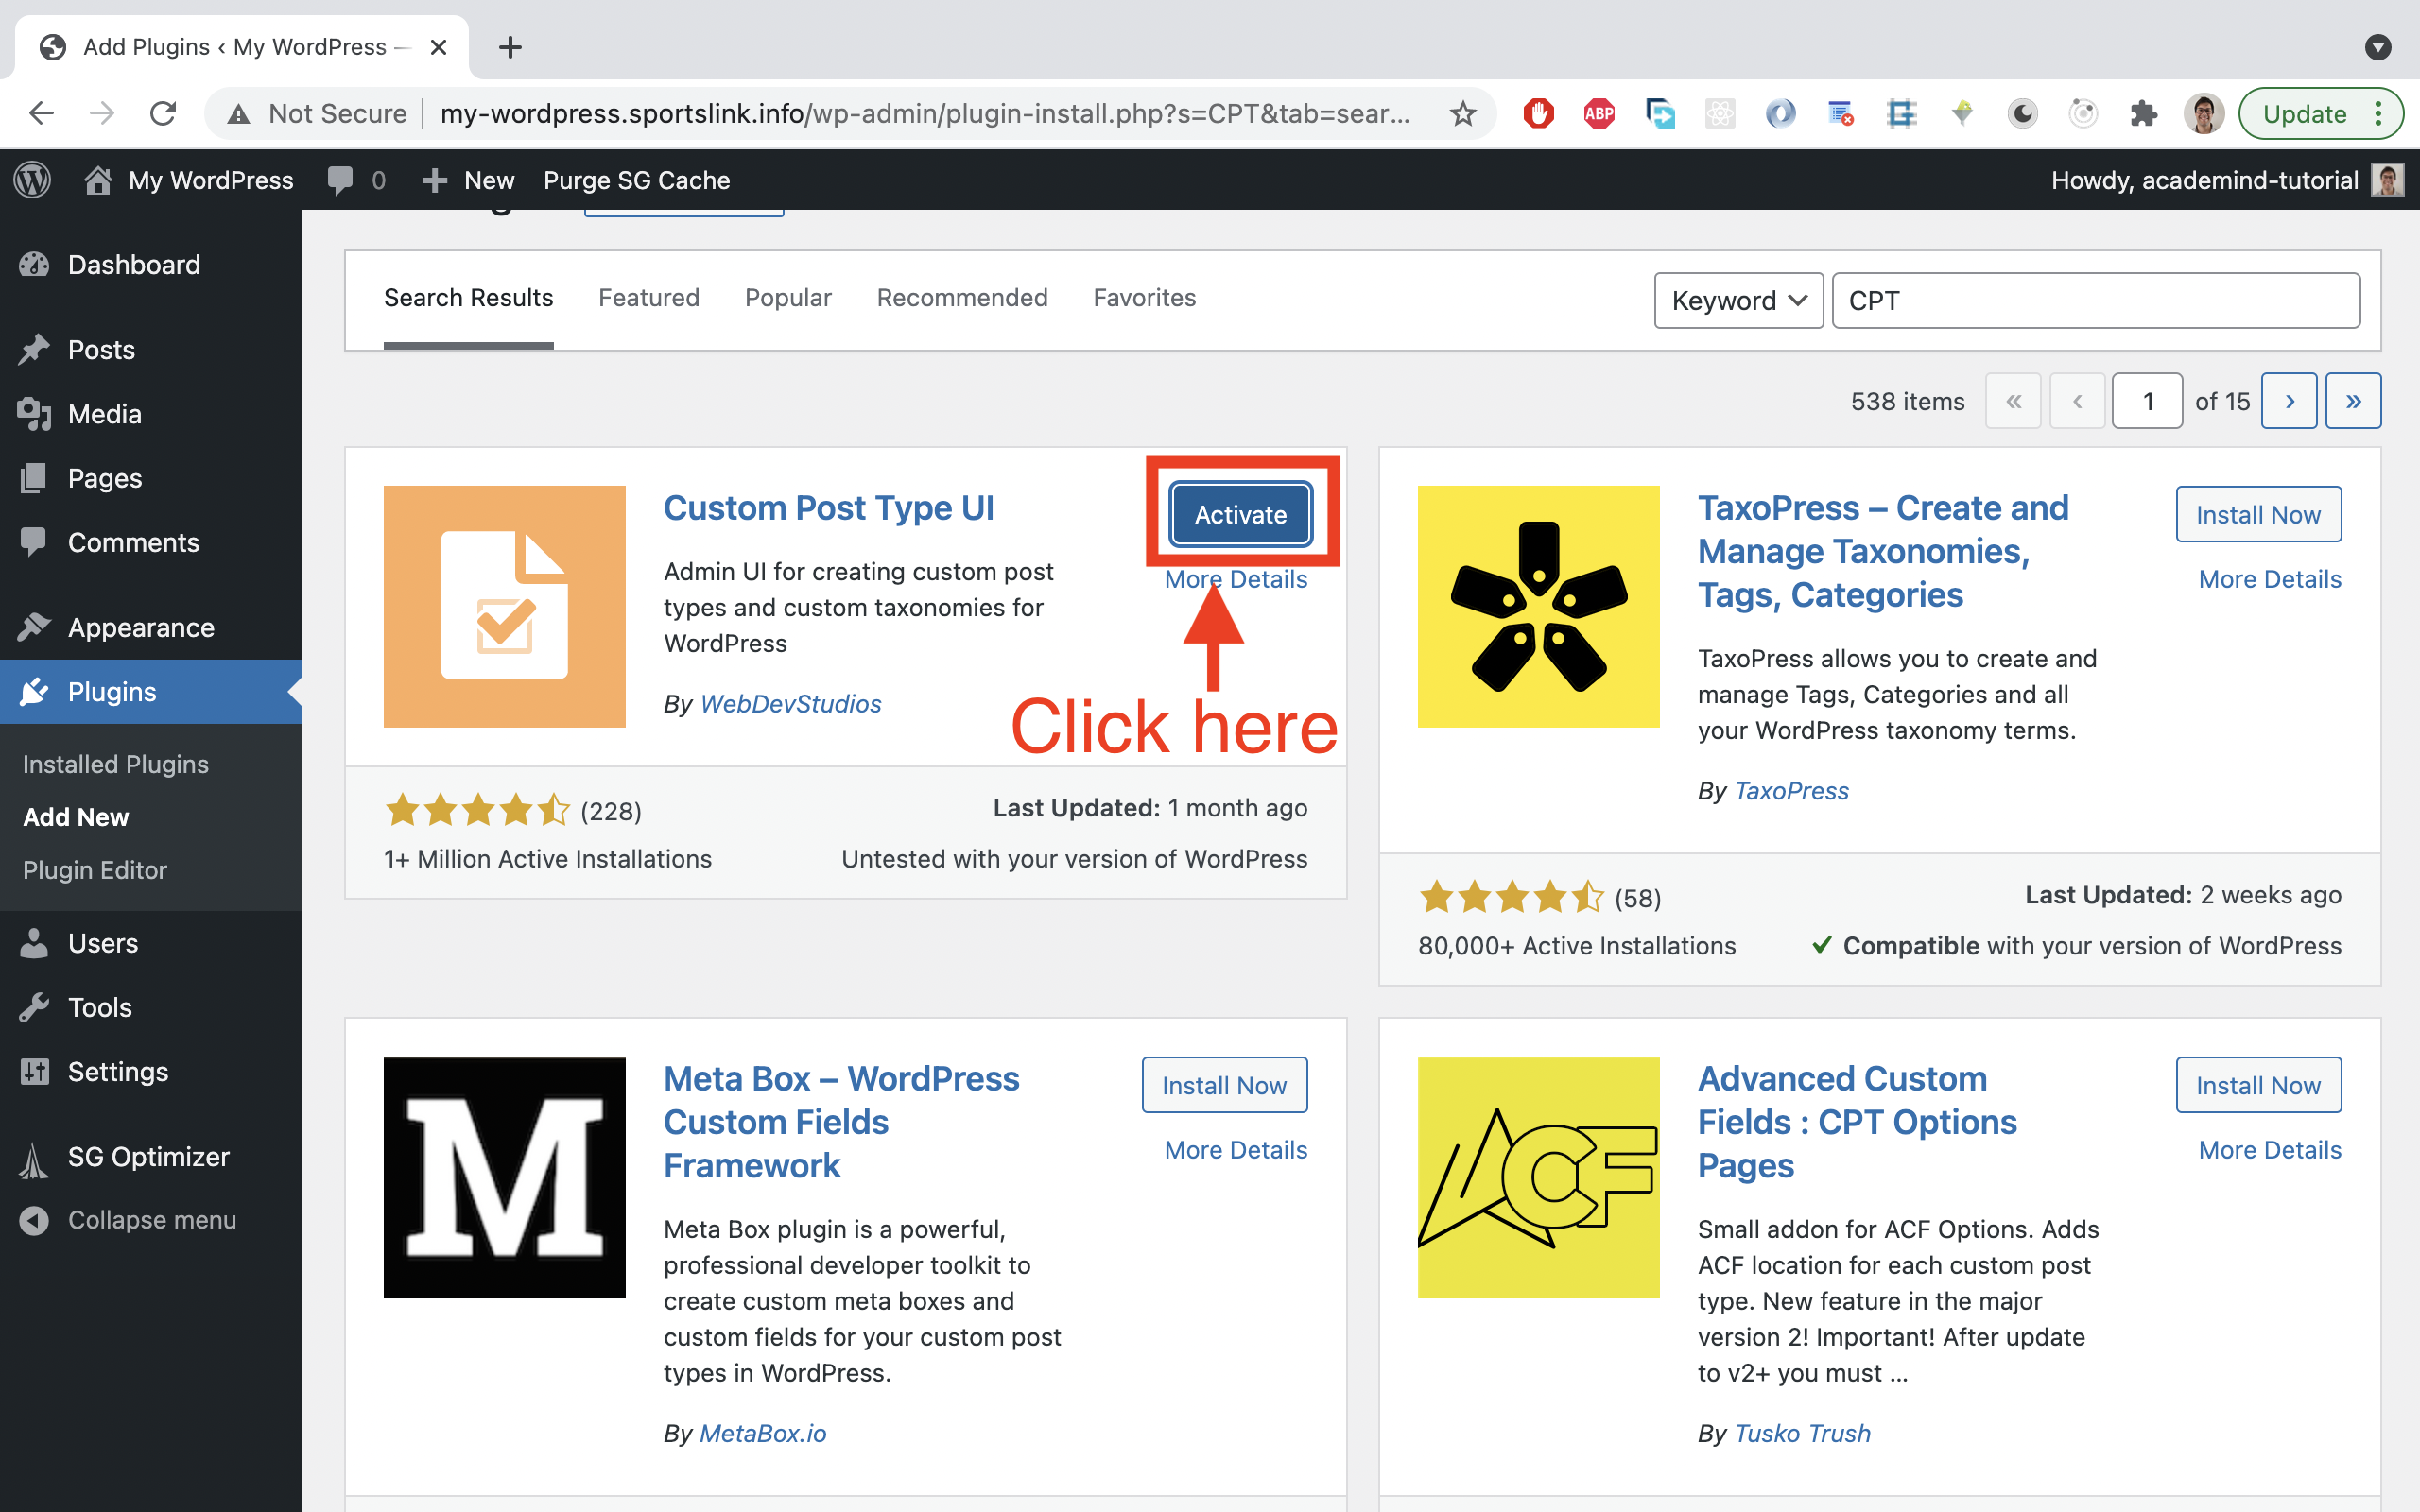 Add Plugins ‹ My WordPress —
Not Secure
my-wordpress.sportslink.info/wp-admin/plugin-install.php?s=CPT&tab=sear...
ABP
Update
My WordPress
0
New
Purge SG Cache
Howdy, academind-tutorial
Dashboard
Posts
Media
Pages
Comments
Appearance
Plugins
Installed Plugins
Add New
Plugin Editor
Users
Tools
Settings
SG Optimizer
Collapse menu
Search Results
Featured
Popular
Recommended
Favorites
Keyword
CPT
538 items
«
‹
1
of 15
›
»
Custom Post Type UI
Activate
More Details
Admin UI for creating custom post
types and custom taxonomies for
WordPress
By WebDevStudios
Click here
(228)
Last Updated: 1 month ago
1+ Million Active Installations
Untested with your version of WordPress
TaxoPress – Create and
Manage Taxonomies,
Tags, Categories
Install Now
More Details
TaxoPress allows you to create and
manage Tags, Categories and all
your WordPress taxonomy terms.
By TaxoPress
(58)
Last Updated: 2 weeks ago
80,000+ Active Installations
Compatible with your version of WordPress
M
Meta Box – WordPress
Custom Fields
Framework
Install Now
More Details
Meta Box plugin is a powerful,
professional developer toolkit to
create custom meta boxes and
custom fields for your custom post
types in WordPress.
By MetaBox.io
ACF
Advanced Custom
Fields : CPT Options
Pages
Install Now
More Details
Small addon for ACF Options. Adds
ACF location for each custom post
type. New feature in the major
version 2! Important! After update
to v2+ you must ...
By Tusko Trush